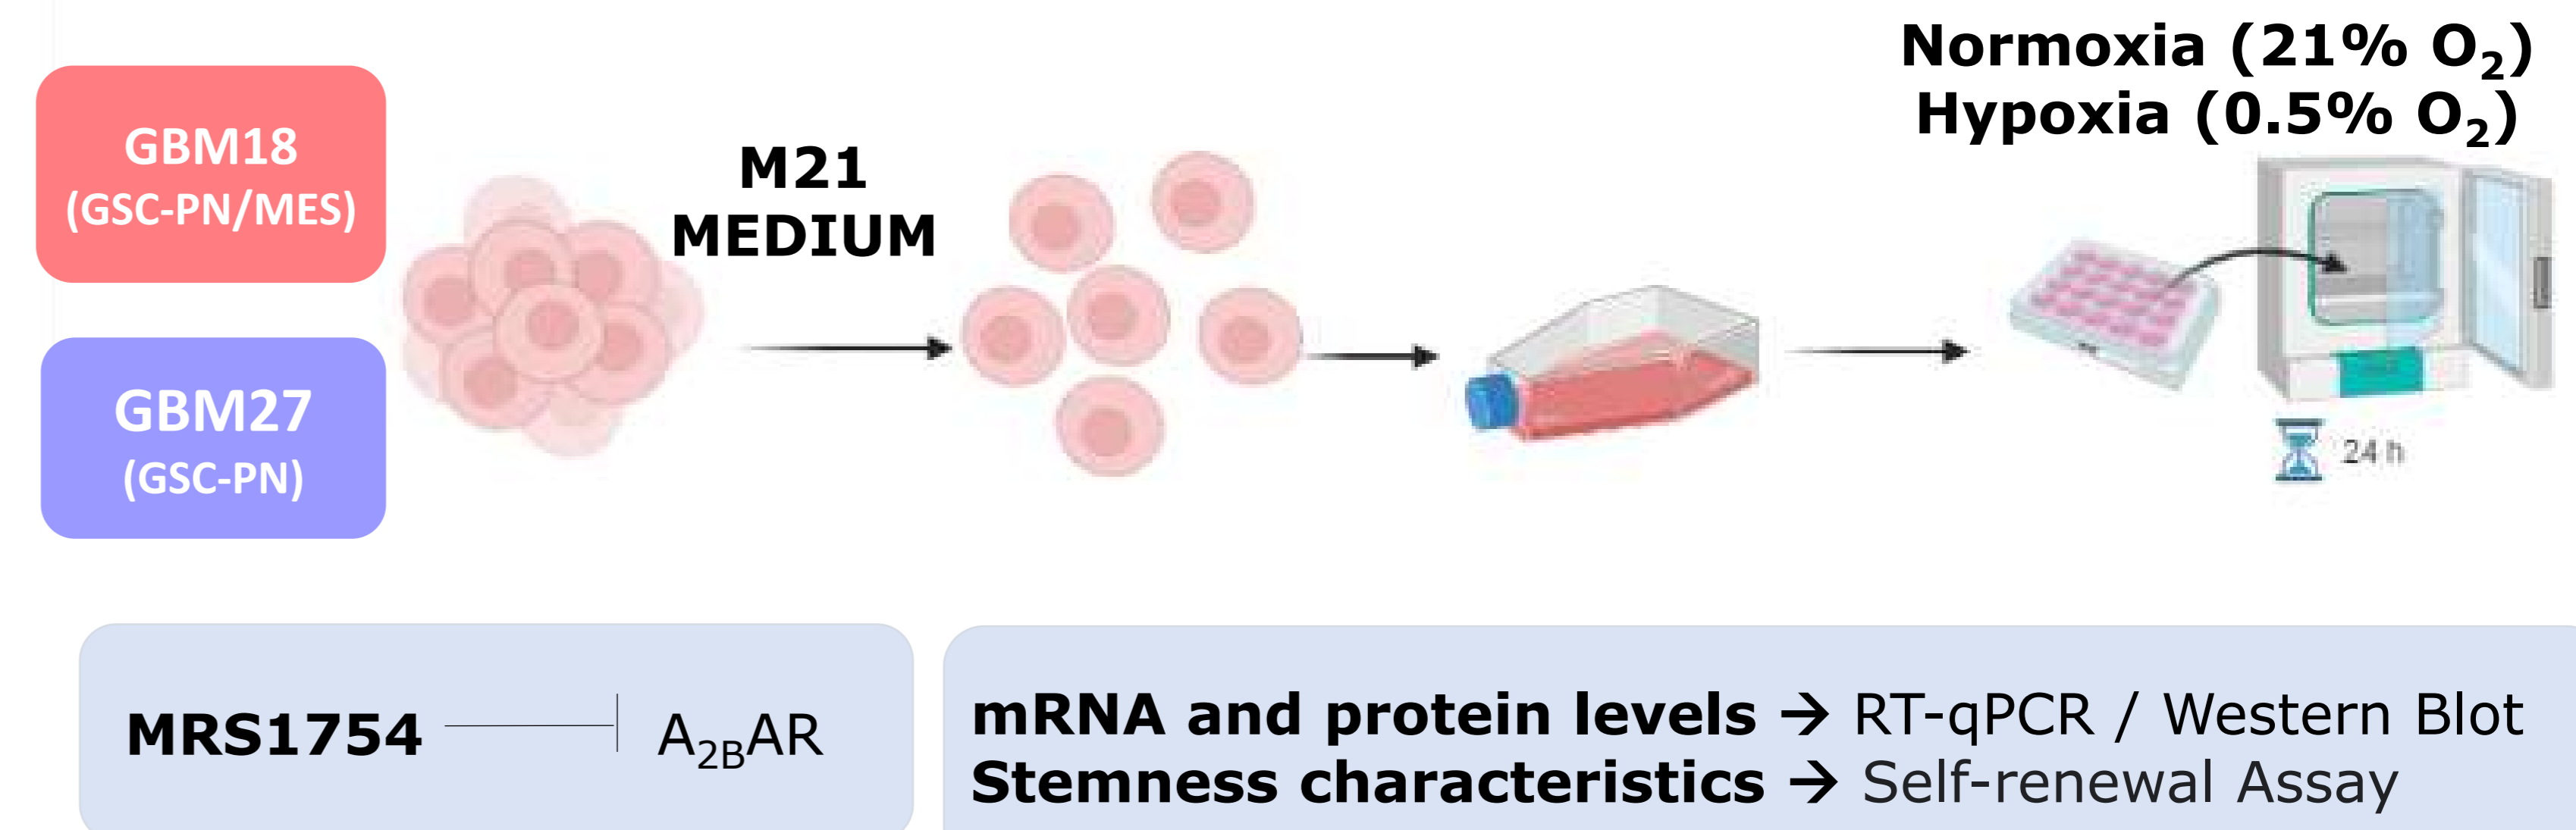 Normoxia (21% O₂)
Hypoxia (0.5% O₂)
GBM18
(GSC-PN/MES)
M21
MEDIUM
GBM27
(GSC-PN)
24 h
MRS1754
A₂BAR
mRNA and protein levels → RT-qPCR / Western Blot
Stemness characteristics → Self-renewal Assay